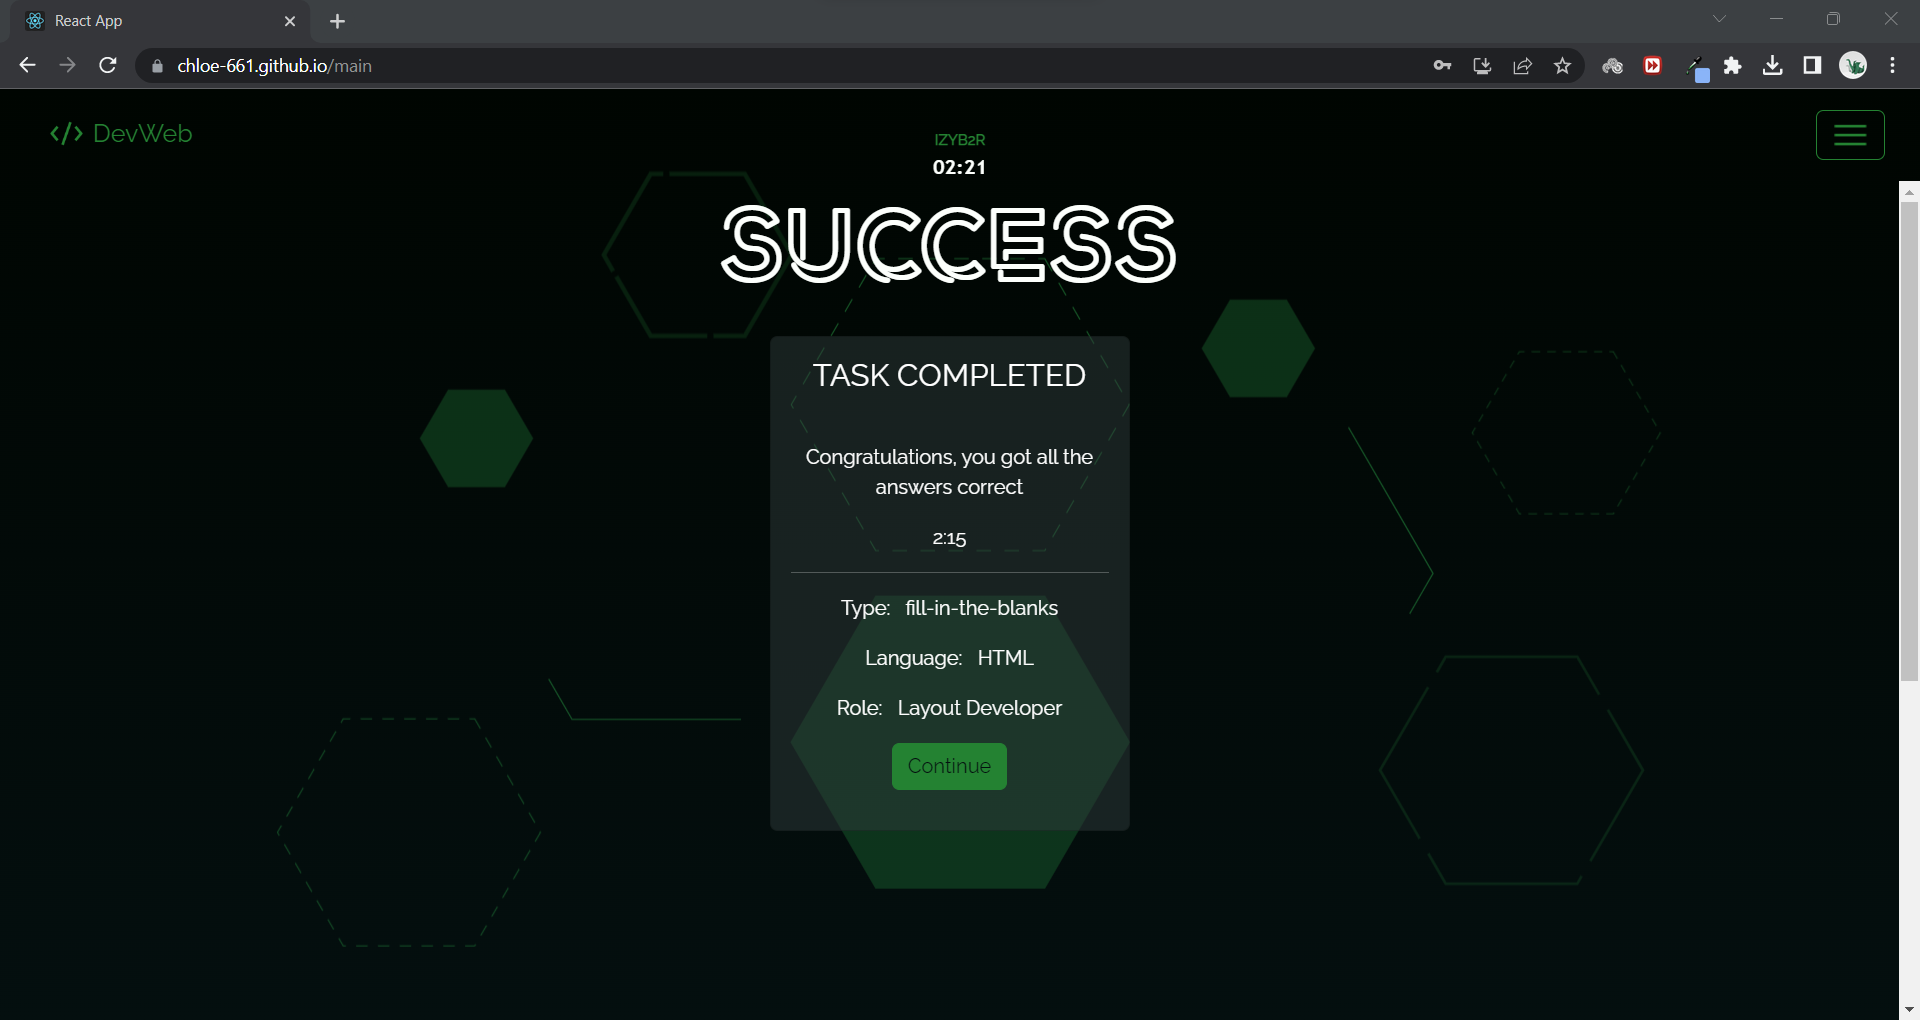 React App
chloe-661.github.io/main
</> DevWeb
IZYB2R
02:21
SUCCESS
TASK COMPLETED
Congratulations, you got all the
answers correct
2:15
Type: fill-in-the-blanks
Language: HTML
Role: Layout Developer
Continue